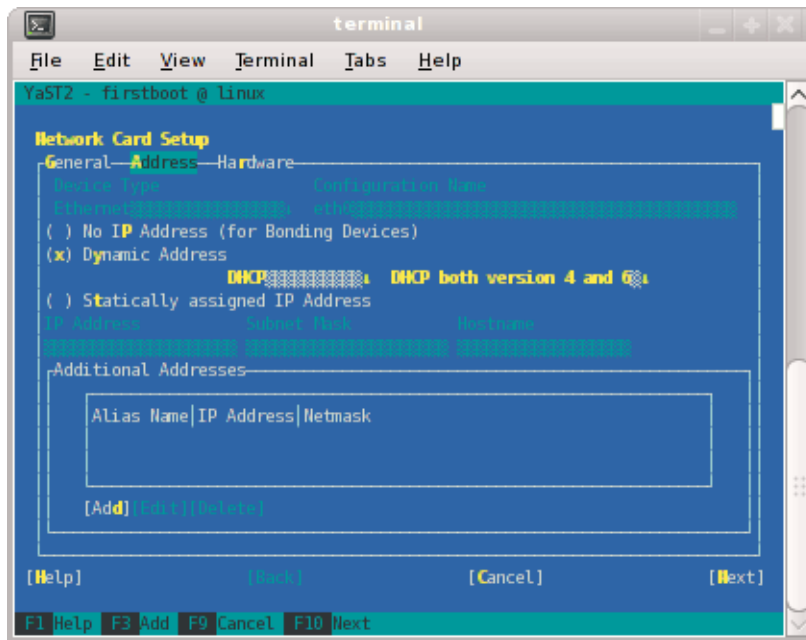 terminal
File Edit View Terminal Tabs Help
YaST2 - firstboot @ linux
Network Card Setup
General Address Hardware
Device Type Configuration Name
Ethernet eth0
( ) No IP Address (for Bonding Devices)
(x) Dynamic Address
DHCP DHCP both version 4 and 6
( ) Statically assigned IP Address
IP Address Subnet Mask Hostname
Additional Addresses
Alias Name|IP Address|Netmask
[Add][Edit][Delete]
[Help] [Back] [Cancel] [Next]
F1 Help F3 Add F9 Cancel F10 Next